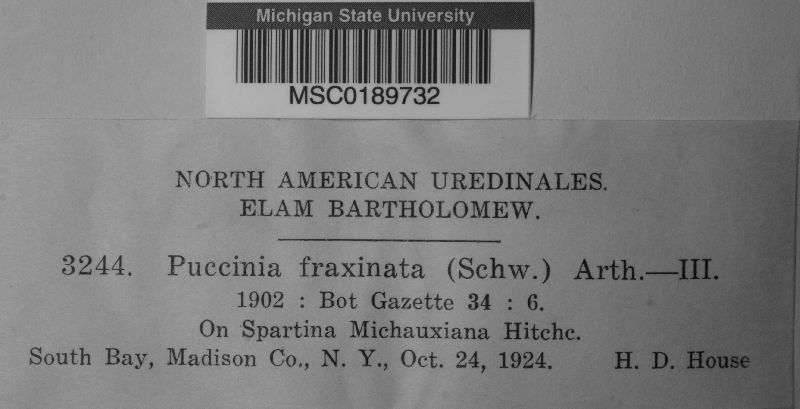 Michigan State University
MSC0189732
NORTH AMERICAN UREDINALES.
ELAM BARTHOLOMEW.
3244. Puccinia fraxinata (Schw.) Arth.—III.
1902 : Bot Gazette 34 : 6.
On Spartina Michauxiana Hitchc.
South Bay, Madison Co., N. Y., Oct. 24, 1924. H. D. House